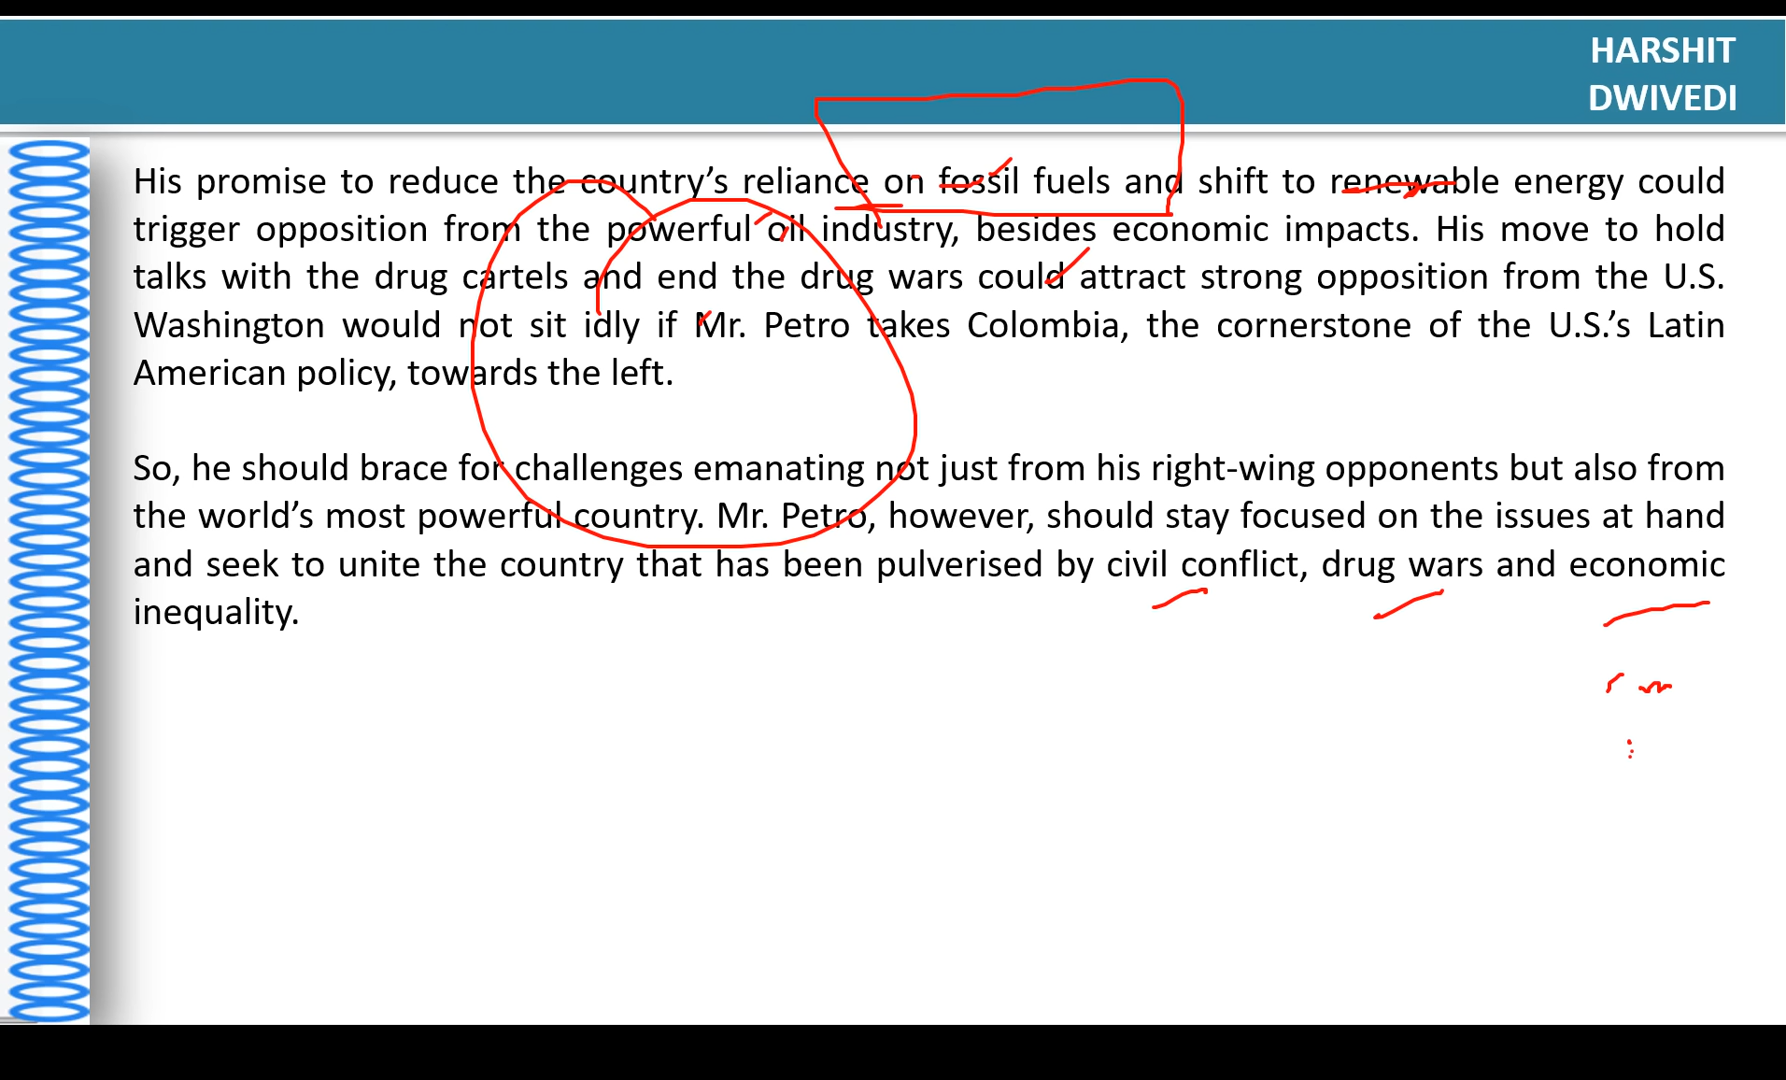 HARSHIT
DWIVEDI
His promise to reduce the country’s reliance on fossil fuels and shift to renewable energy could
trigger opposition from the powerful oil industry, besides economic impacts. His move to hold
talks with the drug cartels and end the drug wars could attract strong opposition from the U.S.
Washington would not sit idly if Mr. Petro takes Colombia, the cornerstone of the U.S.’s Latin
American policy, towards the left.
So, he should brace for challenges emanating not just from his right-wing opponents but also from
the world’s most powerful country. Mr. Petro, however, should stay focused on the issues at hand
and seek to unite the country that has been pulverised by civil conflict, drug wars and economic
inequality.